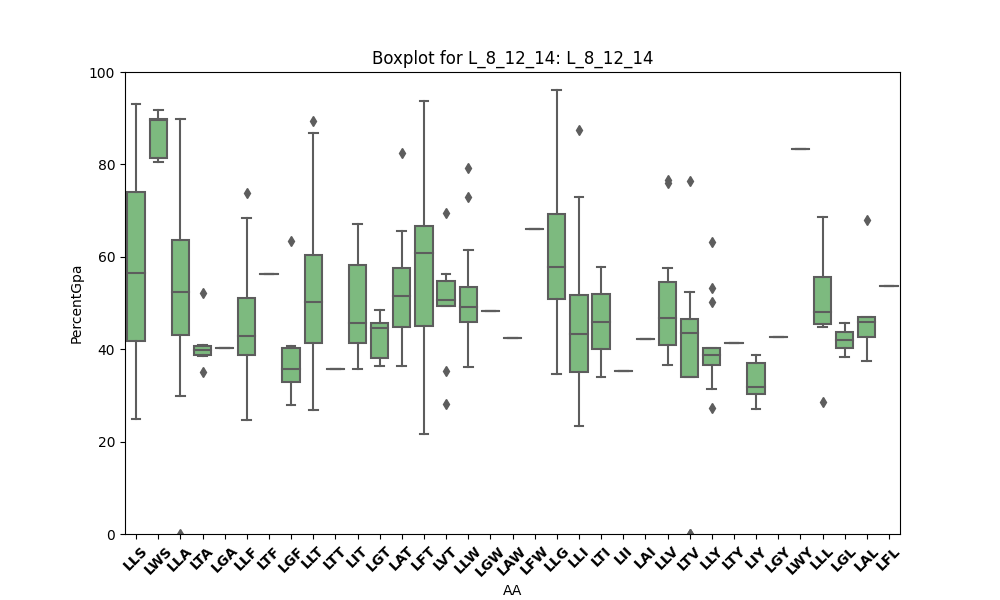 Boxplot for L_8_12_14: L_8_12_14
PercentGpa
100
80
60
40
20
0
LLS LWS LLA LTA LGA LLF LTF LGF LLT LTT LIT LGT LAT LFT LVT LLW LGW LAW LFW LLG LLI LTI LII LAI LLV LTV LLY LTY LIY LGY LWY LLL LGL LAL LFL
AA